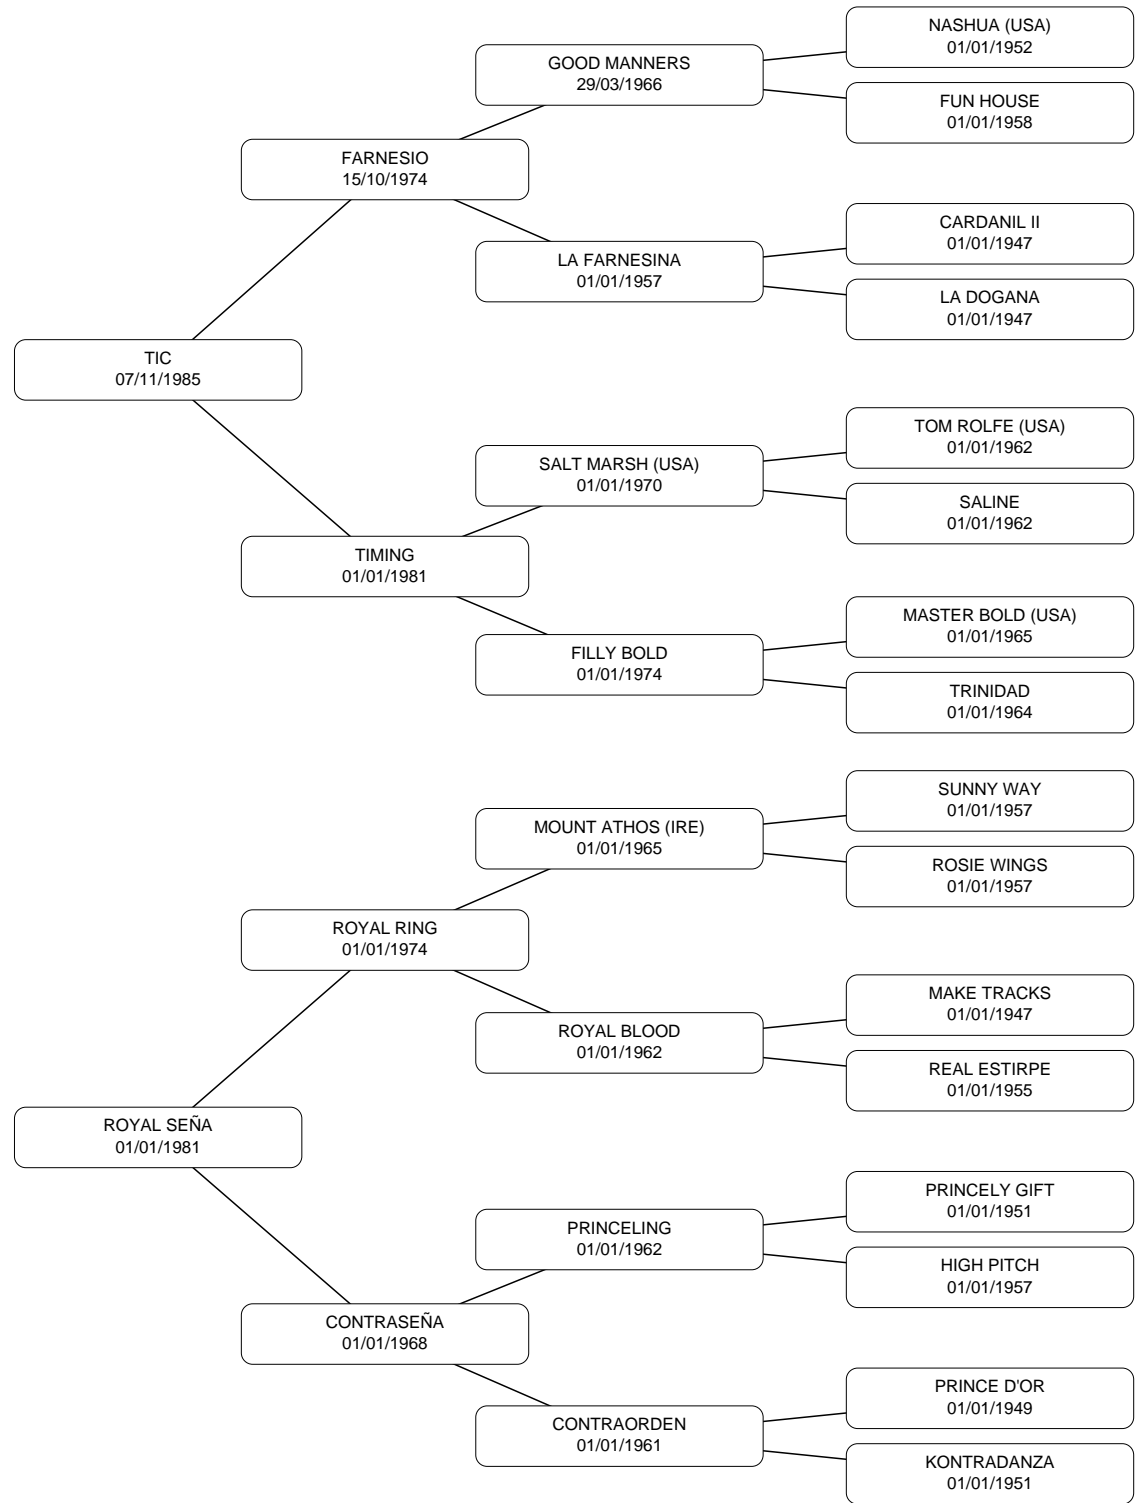 NASHUA (USA)
01/01/1952
GOOD MANNERS
29/03/1966
FUN HOUSE
01/01/1958
FARNESIO
15/10/1974
CARDANIL II
01/01/1947
LA FARNESINA
01/01/1957
LA DOGANA
01/01/1947
TIC
07/11/1985
TOM ROLFE (USA)
01/01/1962
SALT MARSH (USA)
01/01/1970
SALINE
01/01/1962
TIMING
01/01/1981
MASTER BOLD (USA)
01/01/1965
FILLY BOLD
01/01/1974
TRINIDAD
01/01/1964
SUNNY WAY
01/01/1957
MOUNT ATHOS (IRE)
01/01/1965
ROSIE WINGS
01/01/1957
ROYAL RING
01/01/1974
MAKE TRACKS
01/01/1947
ROYAL BLOOD
01/01/1962
REAL ESTIRPE
01/01/1955
ROYAL SEÑA
01/01/1981
PRINCELY GIFT
01/01/1951
PRINCELING
01/01/1962
HIGH PITCH
01/01/1957
CONTRASEÑA
01/01/1968
PRINCE D'OR
01/01/1949
CONTRAORDEN
01/01/1961
KONTRADANZA
01/01/1951